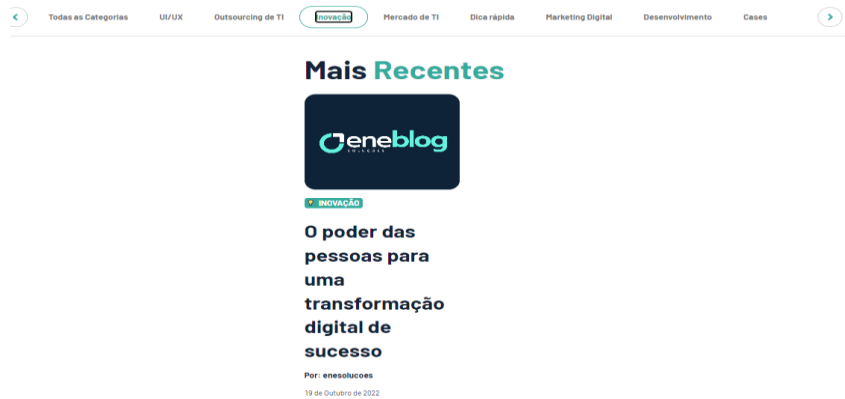 Todas as Categorias UI/UX Outsourcing de TI Inovação Mercado de TI Dica rápida Marketing Digital Desenvolvimento Cases
Mais Recentes
eneblog
SOLUÇÕES
INOVAÇÃO
O poder das
pessoas para
uma
transformação
digital de
sucesso
Por: enesolucoes
19 de Outubro de 2022